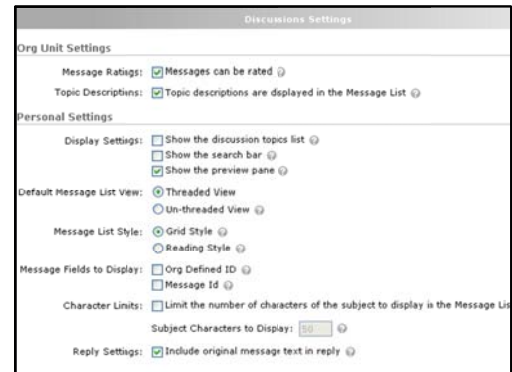 Discussions Settings
Org Unit Settings
Message Ratings: Messages can be rated
Topic Descriptions: Topic descriptions are displayed in the Message List
Personal Settings
Display Settings: Show the discussion topics list
Show the search bar
Show the preview pane
Default Message List View: Threaded View
Un-threaded View
Message List Style: Grid Style
Reading Style
Message Fields to Display: Org Defined ID
Message Id
Character Limits: Limit the number of characters of the subject to display in the Message Lis
Subject Characters to Display: 50
Reply Settings: Include original message text in reply